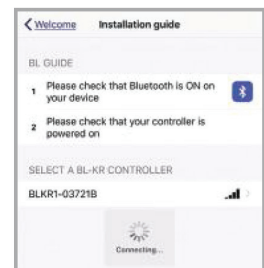 Welcome
Installation guide
BL GUIDE
1 Please check that Bluetooth is ON on
your device
2 Please check that your controller is
powered on
SELECT A BL-KR CONTROLLER
BLKR1-03721B
Connecting...